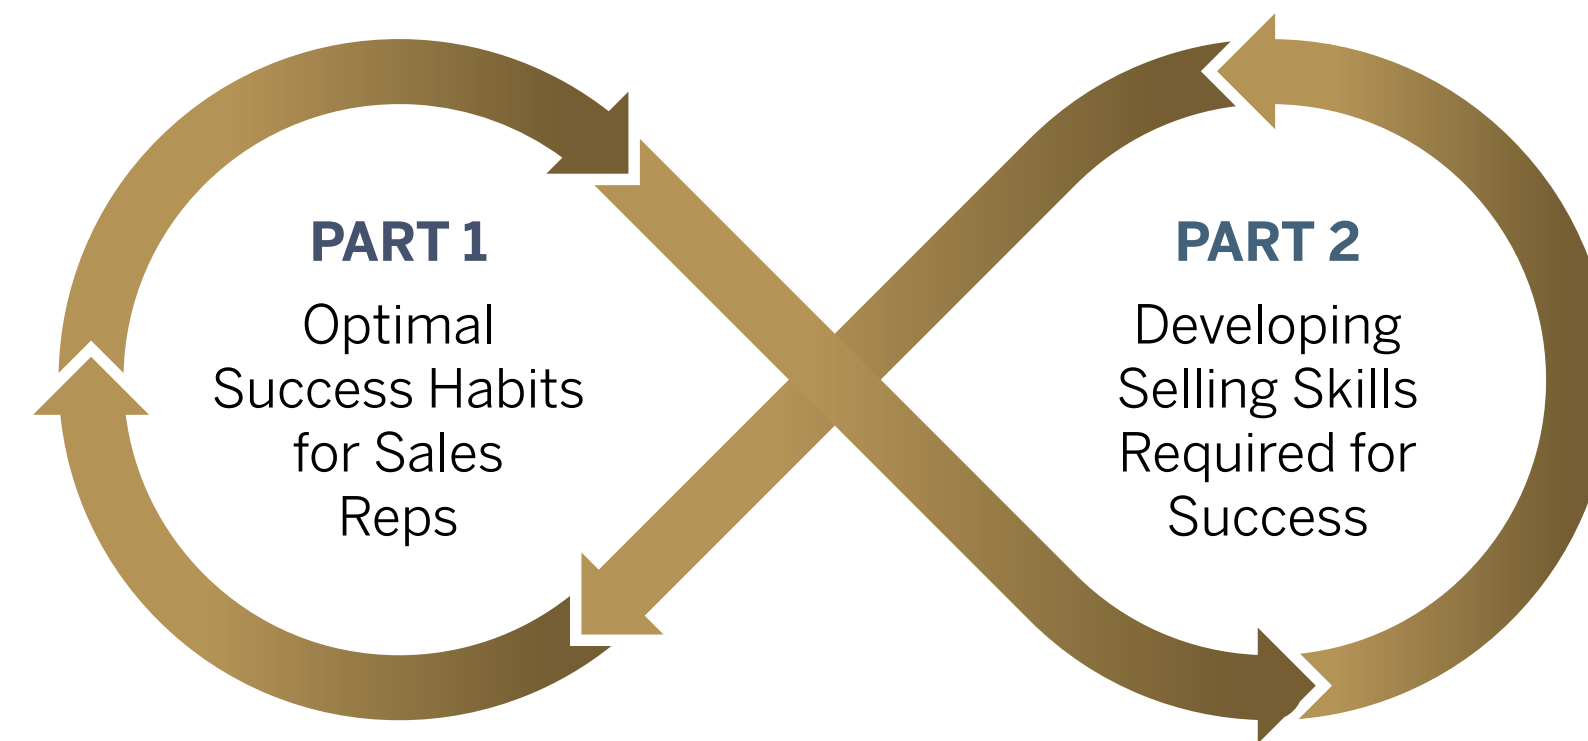 PART 1
Optimal
Success Habits
for Sales
Reps
PART 2
Developing
Selling Skills
Required for
Success